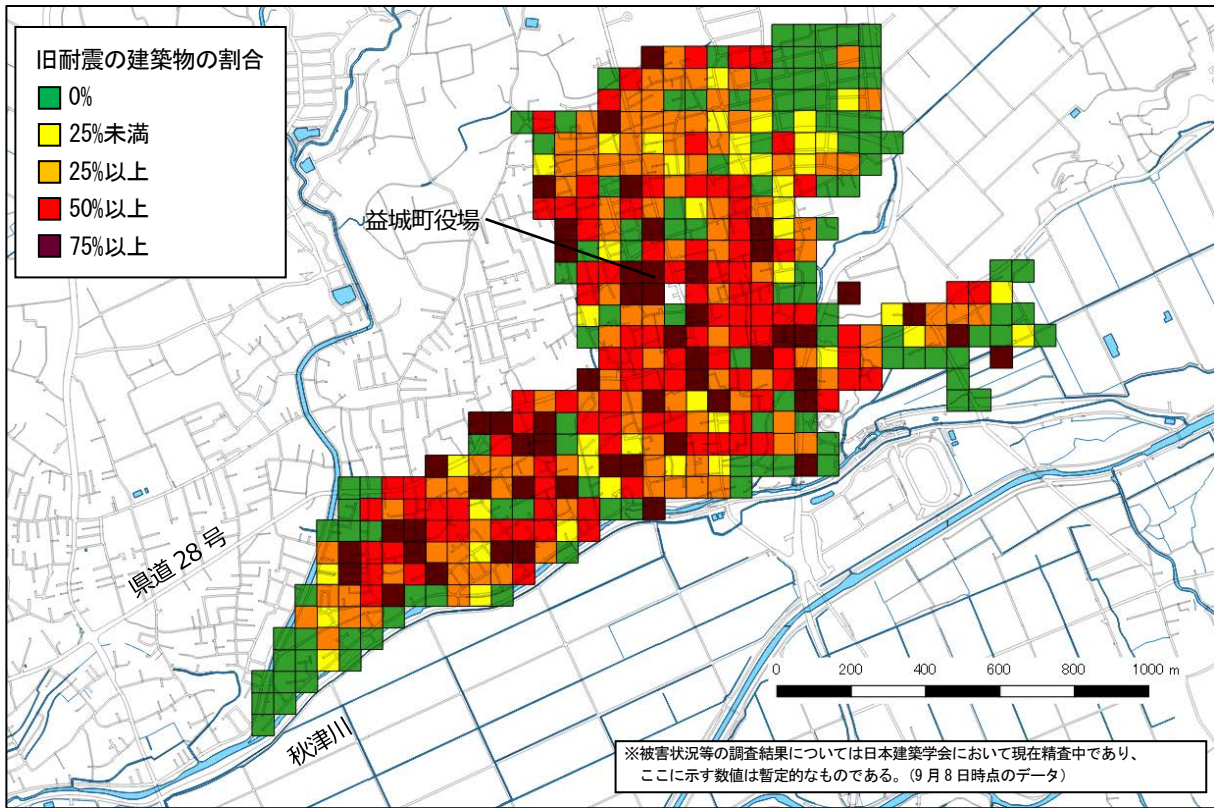 旧耐震の建築物の割合
0%
25%未満
25%以上
50%以上
75%以上
益城町役場
県道28号
秋津川
0 200 400 600 800 1000 m
※被害状況等の調査結果については日本建築学会において現在精査中であり、
ここに示す数値は暫定的なものである。(9月8日時点のデータ)